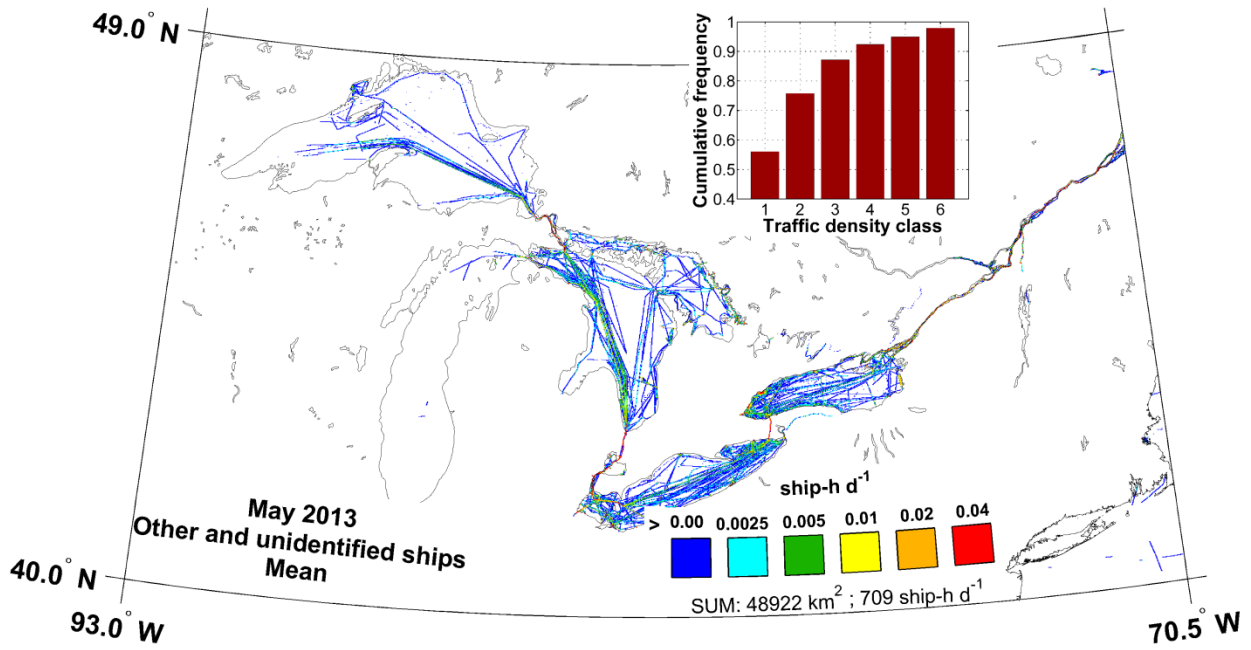 49.0° N
Cumulative frequency
1
0.9
0.8
0.7
0.6
0.5
0.4
1 2 3 4 5 6
Traffic density class
May 2013
Other and unidentified ships
Mean
ship-h d⁻¹
> 0.00 0.0025 0.005 0.01 0.02 0.04
SUM: 48922 km² ; 709 ship-h d⁻¹
40.0° N
93.0° W
70.5° W